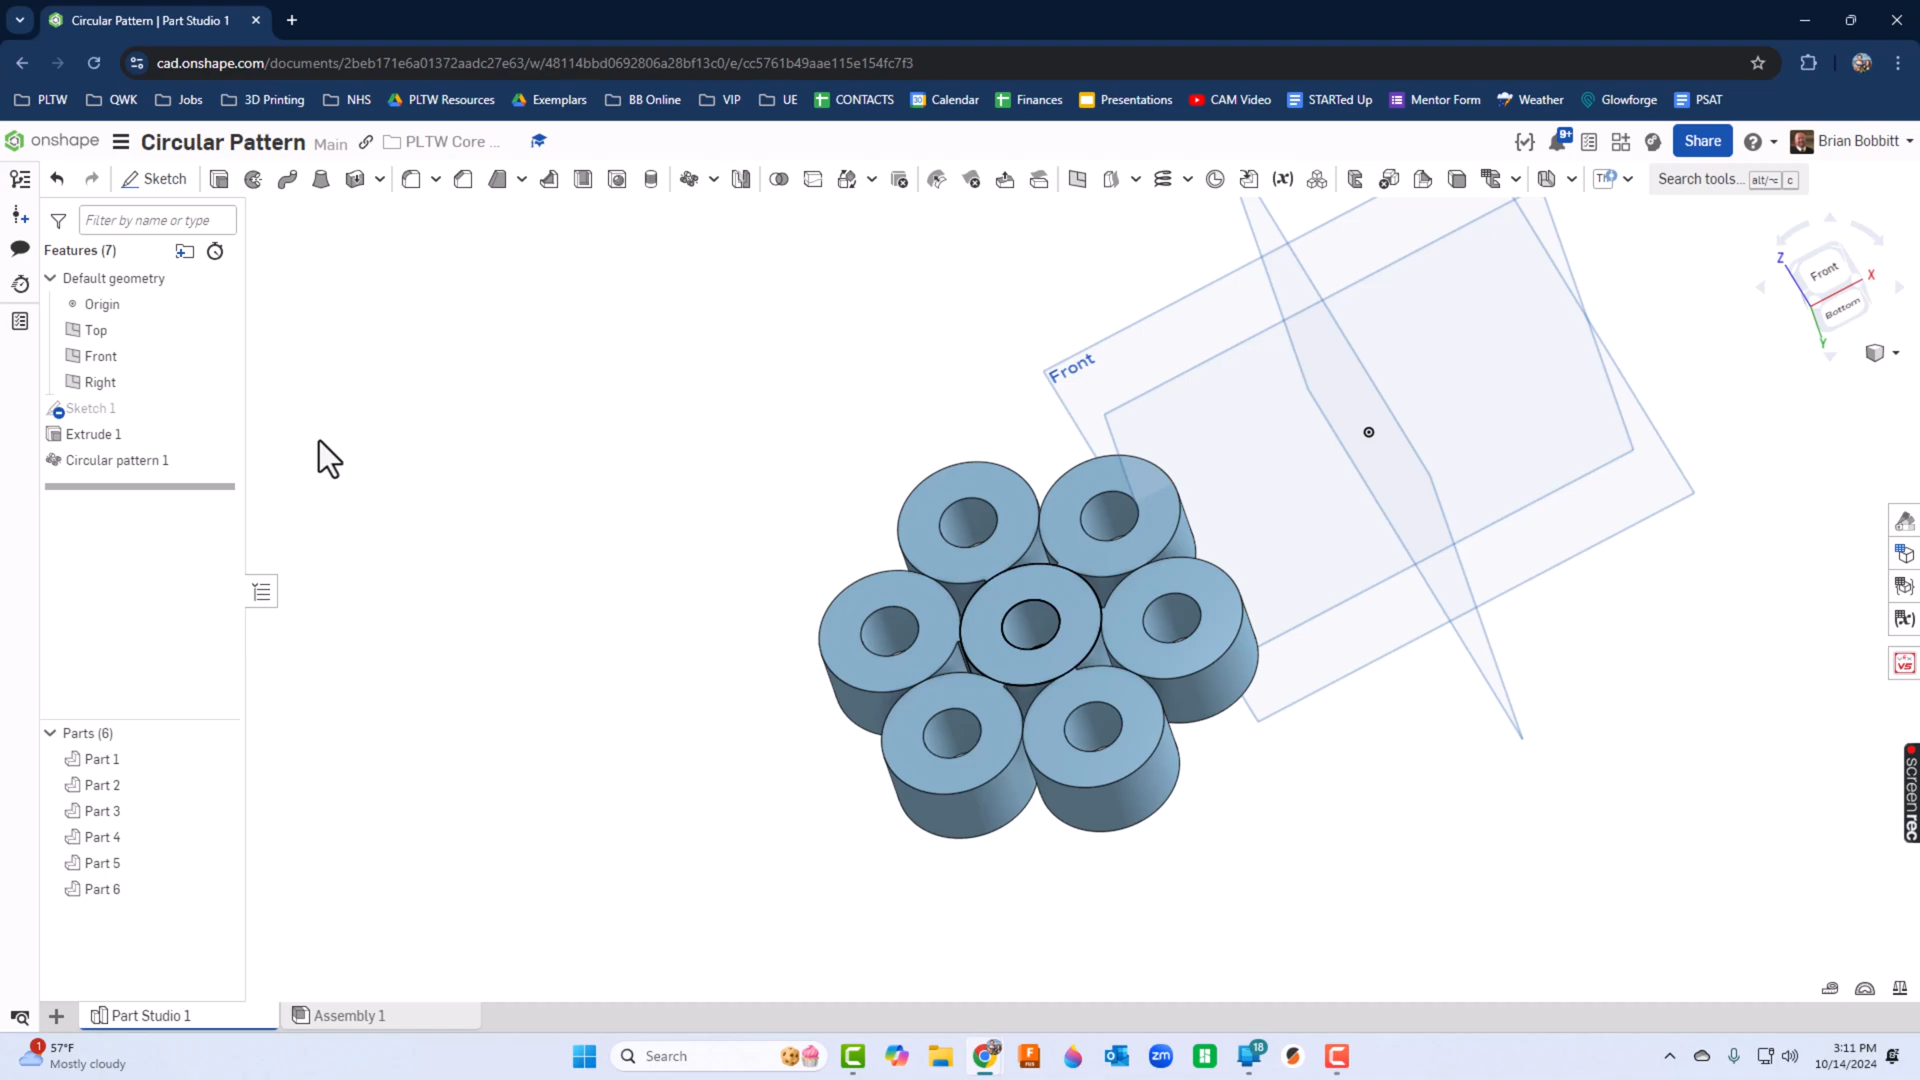 Circular Pattern | Part Studio 1
cad.onshape.com/documents/2beb171e6a01372aadc27e63/w/48114bbd0692806a28bf13c0/e/cc5761b49aae115e154fc7f3
PLTW QWK Jobs 3D Printing NHS PLTW Resources Exemplars BB Online VIP UE CONTACTS Calendar Finances Presentations CAM Video STARTed Up Mentor Form Weather Glowforge PSAT
onshape Circular Pattern Main PLTW Core ... 9+ Share Brian Bobbitt
Sketch Search tools... alt/⌥ c
Filter by name or type
Features (7)
Default geometry
Origin
Top
Front
Right
Sketch 1
Extrude 1
Circular pattern 1
Front
Z
Front
X
Bottom
Y
Parts (6)
Part 1
Part 2
Part 3
Part 4
Part 5
Part 6
screenrec
Part Studio 1 Assembly 1
1 57°F
Mostly cloudy
Search
zm
18
3:11 PM
10/14/2024